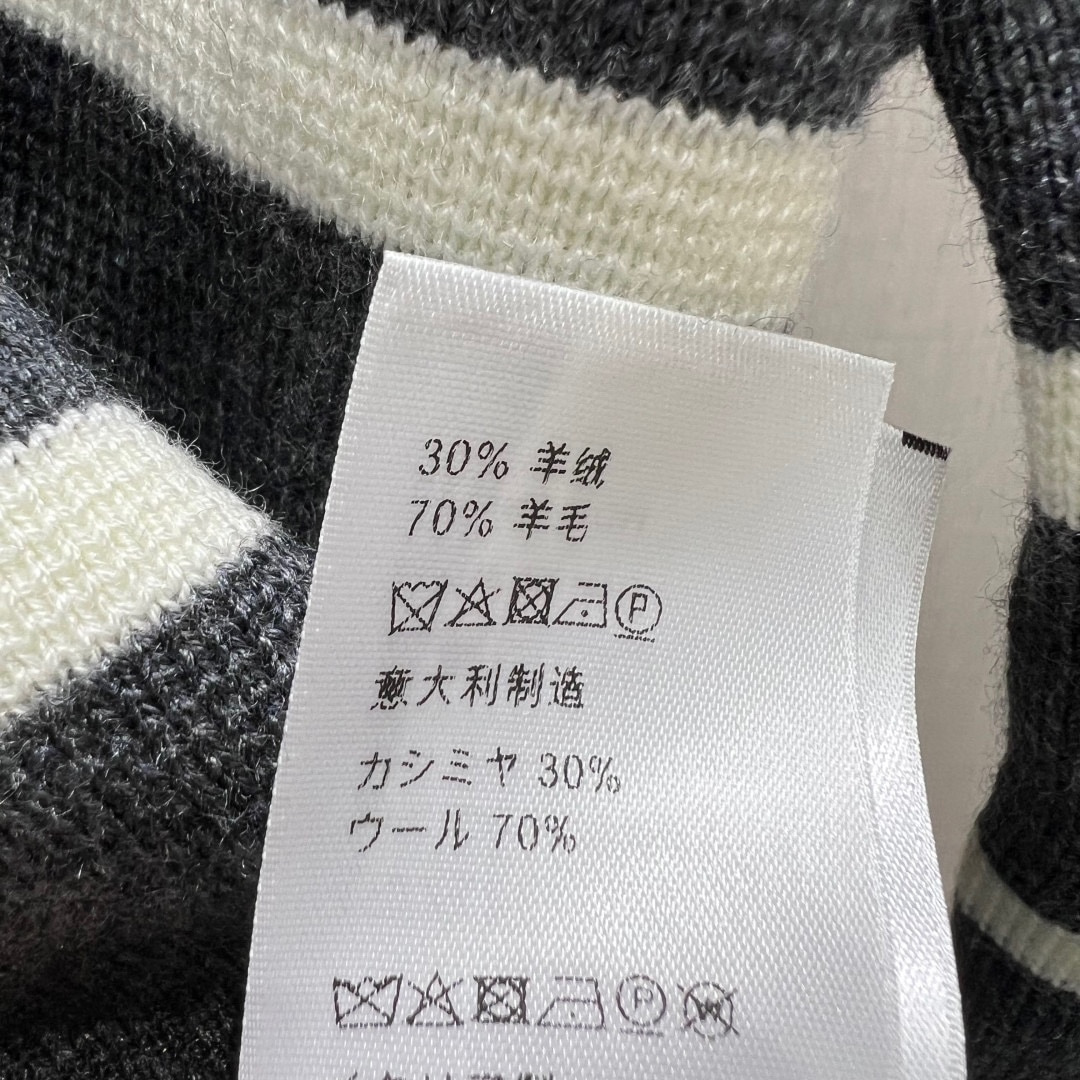 30% 羊绒
70% 羊毛
P
意大利制造
カシミヤ 30%
ウール 70%
P W